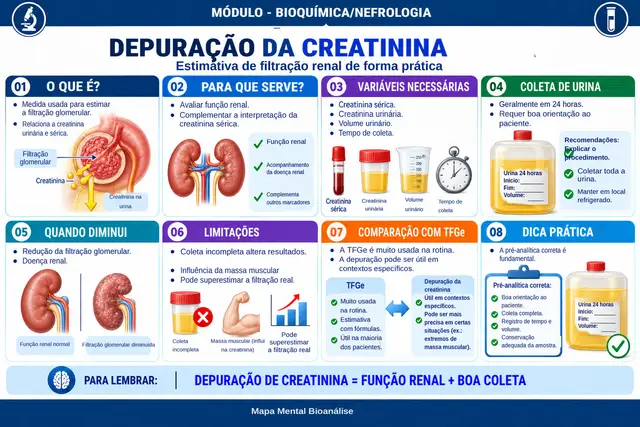 MÓDULO - BIOQUÍMICA/NEFROLOGIA
DEPURAÇÃO DA CREATININA
Estimativa de filtração renal de forma prática
01 O QUE É?
Medida usada para estimar
a filtração glomerular.
Relaciona a creatinina
urinária e sérica.
Filtração
glomerular
Creatinina
Creatinina na
urina
02 PARA QUE SERVE?
Avaliar função renal.
Complementar a interpretação da
creatinina sérica.
Função renal
Acompanhamento
da doença renal
Complementa
outros marcadores
03 VARIÁVEIS NECESSÁRIAS
Creatinina sérica.
Creatinina urinária.
Volume urinário.
Tempo de coleta.
Creatinina
sérica
Creatinina
urinária
Volume
urinário
Tempo de
coleta
04 COLETA DE URINA
Geralmente em 24 horas.
Requer boa orientação ao
paciente.
Urina 24 horas
Início:
Fim:
Volume:
Recomendações:
Explicar o
procedimento.
Coletar toda a
urina.
Manter em local
refrigerado.
05 QUANDO DIMINUI
Redução da filtração glomerular.
Doença renal.
Função renal normal
Filtração glomerular diminuída
06 LIMITAÇÕES
Coleta incompleta altera resultados.
Influência da massa muscular
Pode superestimar a filtração real.
Coleta
incompleta
Massa muscular (influi
na creatinina)
Pode
superestimar
a filtração real
07 COMPARAÇÃO COM TFGe
A TFGe é muito usada na rotina.
A depuração pode ser útil em
contextos específicos.
TFGe
Muito usada
na rotina.
Estimativa
com fórmulas.
Útil na maioria
dos pacientes.
Depuração da
creatinina
Útil em contextos
específicos.
Pode ser mais
precisa em certas
situações (ex.:
extremos de
massa muscular).
08 DICA PRÁTICA
A pré-analítica correta é
fundamental.
Pré-analítica correta:
Boa orientação ao
paciente.
Coleta completa.
Registro de tempo e
volume.
Conservação
adequada da amostra.
Urina 24 horas
Início:
Fim:
Volume:
PARA LEMBRAR:
DEPURAÇÃO DE CREATININA = FUNÇÃO RENAL + BOA COLETA
Mapa Mental Bioanálise